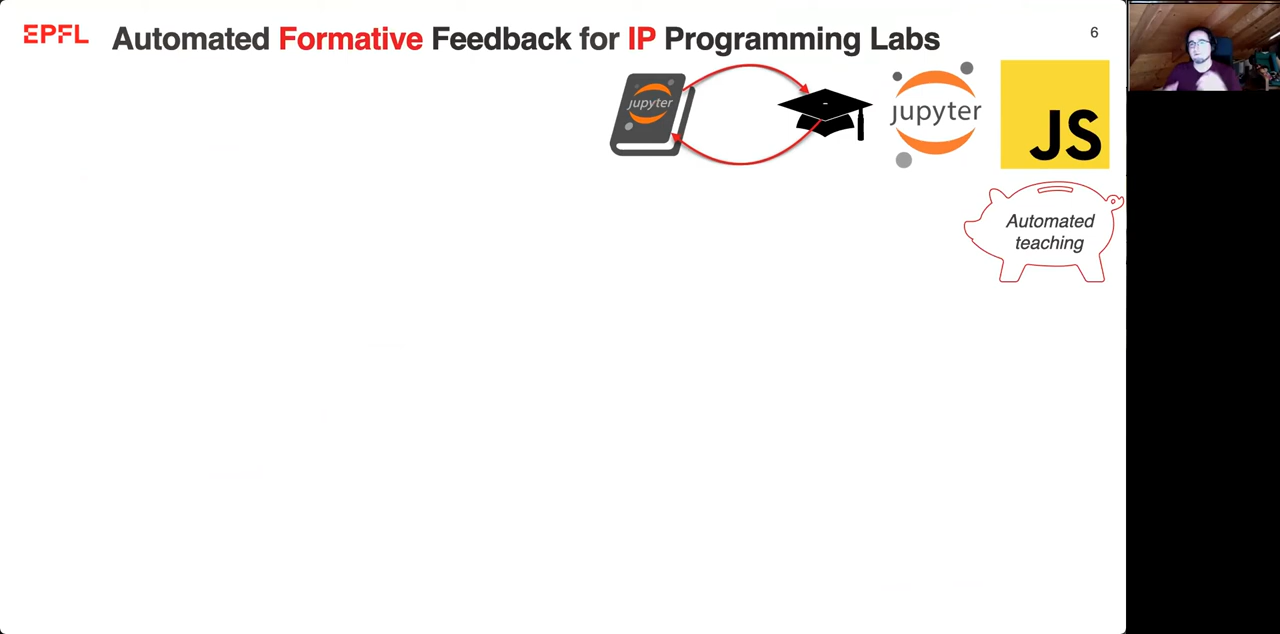 EPFL
Automated Formative Feedback for IP Programming Labs
6
jupyter
jupyter
JS
Automated
teaching